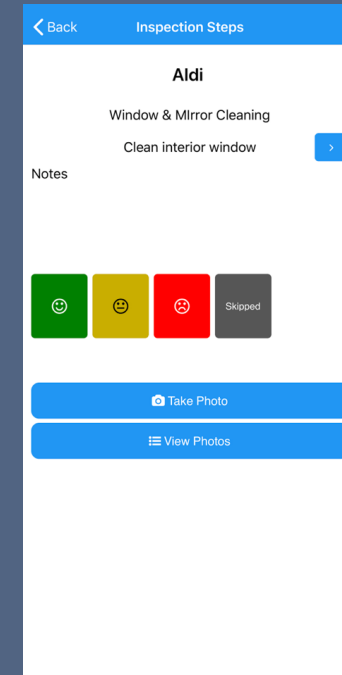 Back
Inspection Steps
Aldi
Window & MIrror Cleaning
Clean interior window
Notes
Skipped
Take Photo
View Photos